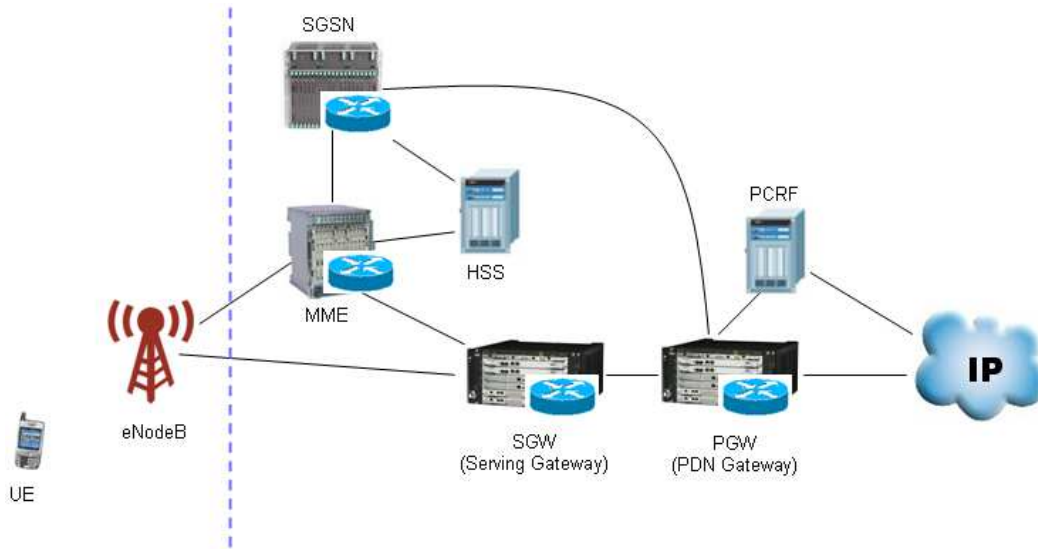 SGSN
PCRF
HSS
MME
IP
eNodeB
SGW
(Serving Gateway)
PGW
(PDN Gateway)
UE